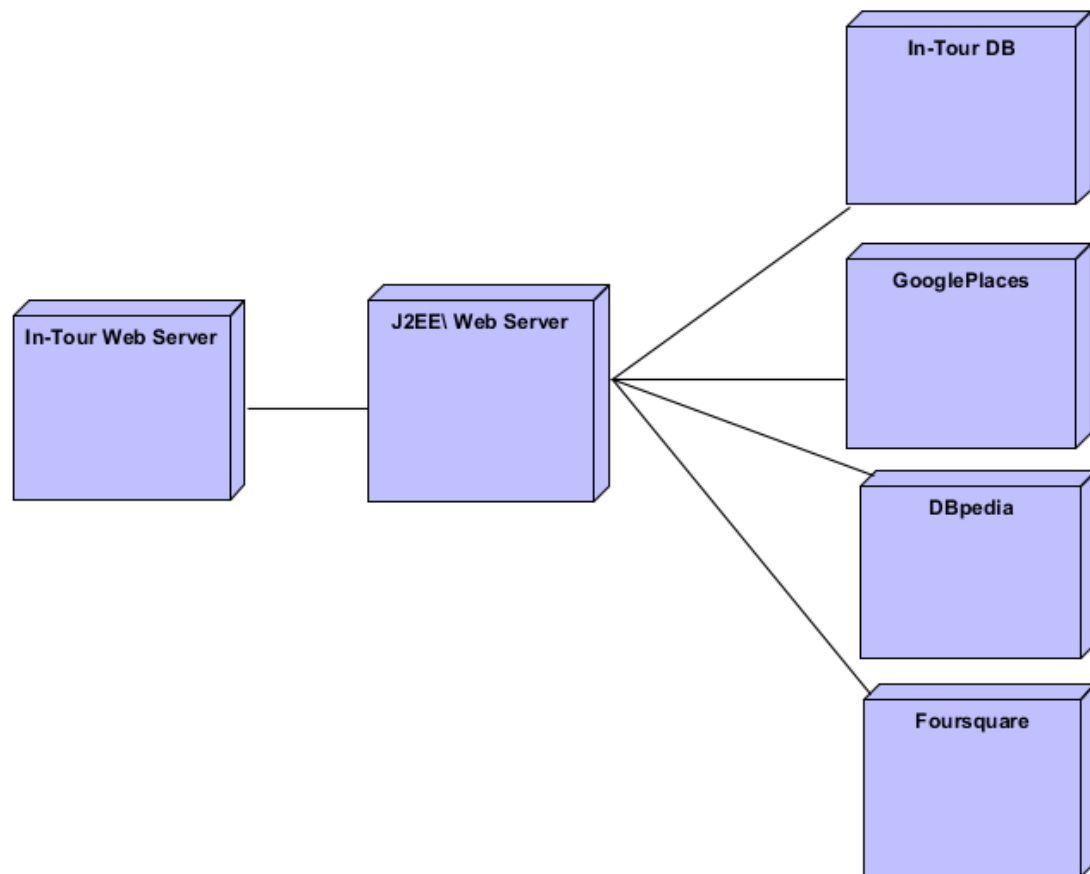 In-Tour DB
GooglePlaces
In-Tour Web Server
J2EE\ Web Server
DBpedia
Foursquare